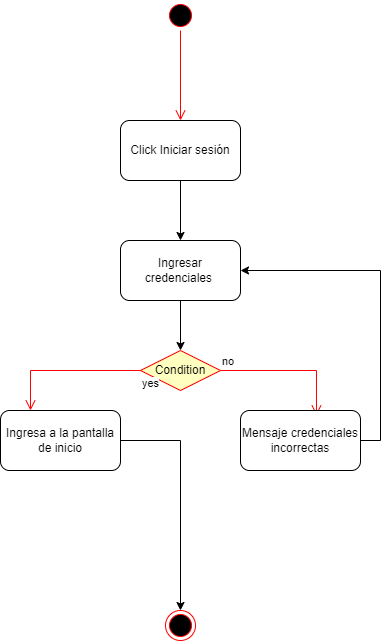 Click Iniciar sesión
Ingresar
credenciales
Condition
no
yes
Ingresa a la pantalla
de inicio
Mensaje credenciales
incorrectas